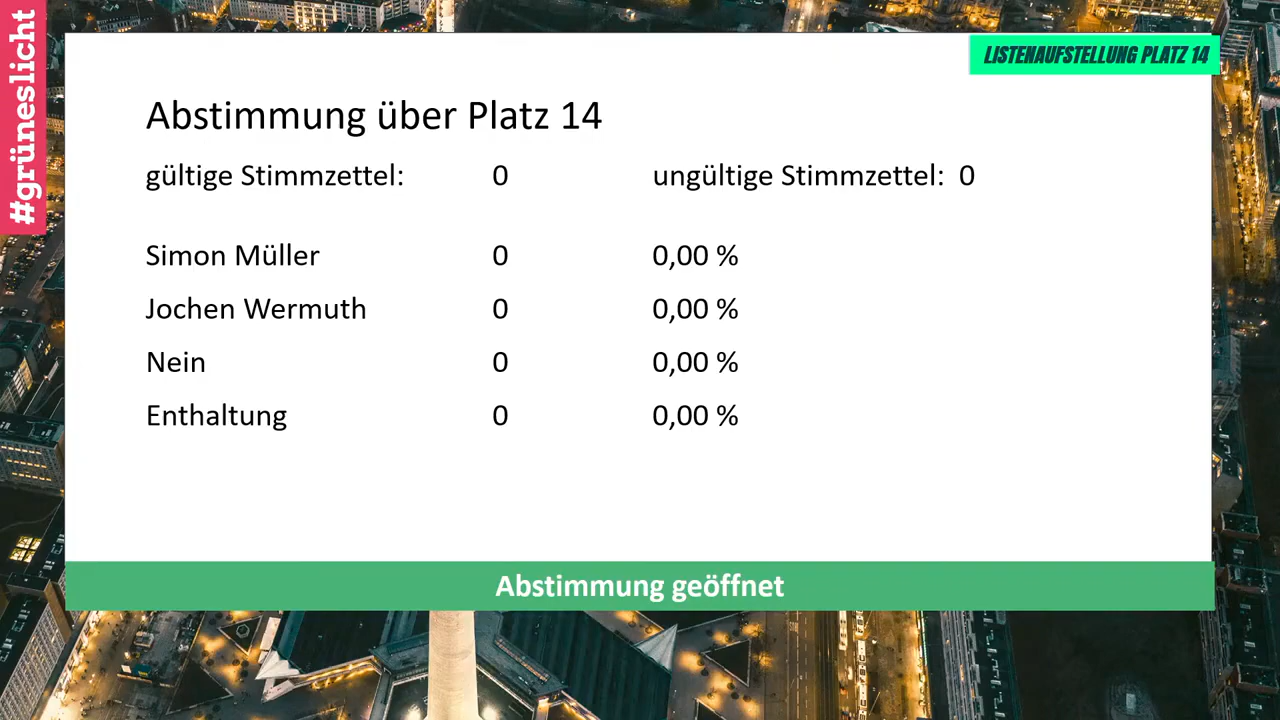 #grüneslicht
LISTENAUFSTELLUNG PLATZ 14
Abstimmung über Platz 14
gültige Stimmzettel: 0 ungültige Stimmzettel: 0
Simon Müller 0 0,00 %
Jochen Wermuth 0 0,00 %
Nein 0 0,00 %
Enthaltung 0 0,00 %
Abstimmung geöffnet